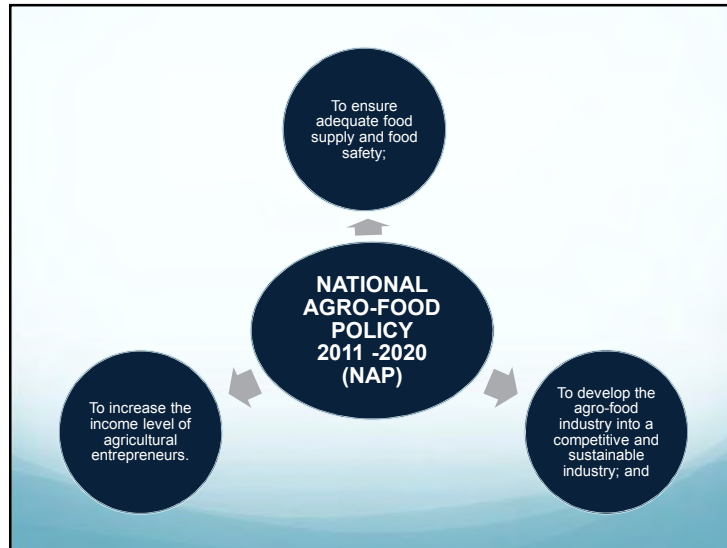 To ensure
adequate food
supply and food
safety;
NATIONAL
AGRO-FOOD
POLICY
2011 -2020
(NAP)
To increase the
income level of
agricultural
entrepreneurs.
To develop the
agro-food
industry into a
competitive and
sustainable
industry; and